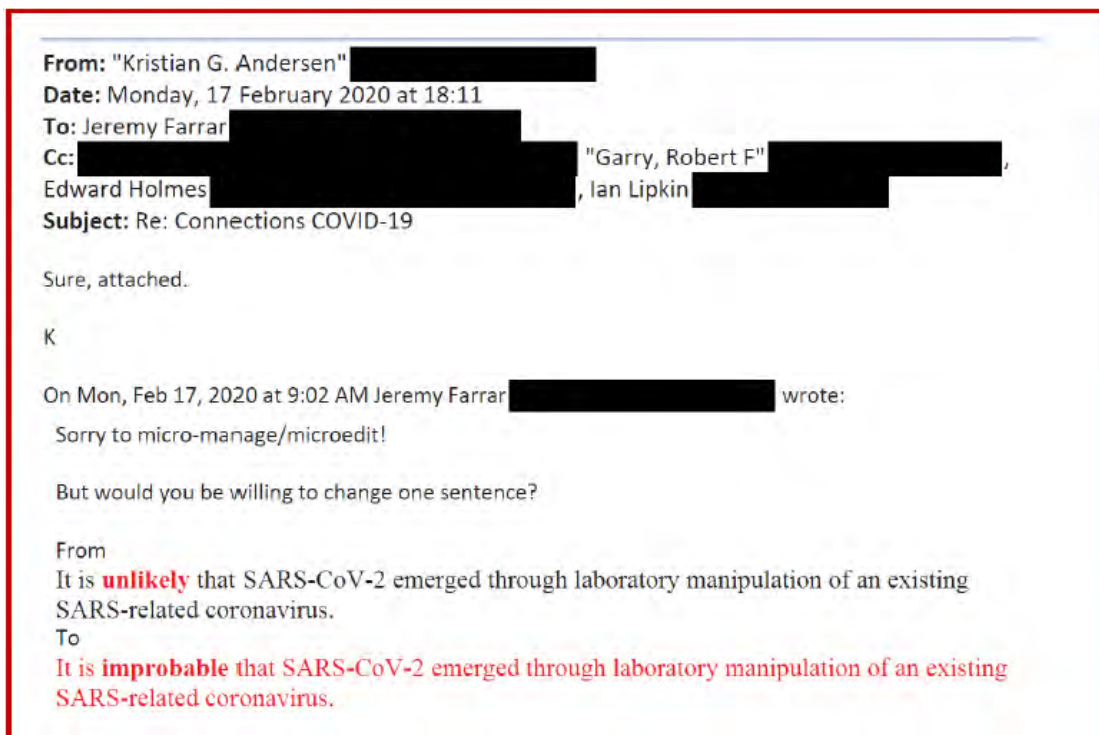 From: "Kristian G. Andersen"
Date: Monday, 17 February 2020 at 18:11
To: Jeremy Farrar
Cc: "Garry, Robert F" ,
Edward Holmes , Ian Lipkin
Subject: Re: Connections COVID-19
Sure, attached.
K
On Mon, Feb 17, 2020 at 9:02 AM Jeremy Farrar wrote:
Sorry to micro-manage/microedit!
But would you be willing to change one sentence?
From
It is unlikely that SARS-CoV-2 emerged through laboratory manipulation of an existing
SARS-related coronavirus.
To
It is improbable that SARS-CoV-2 emerged through laboratory manipulation of an existing
SARS-related coronavirus.